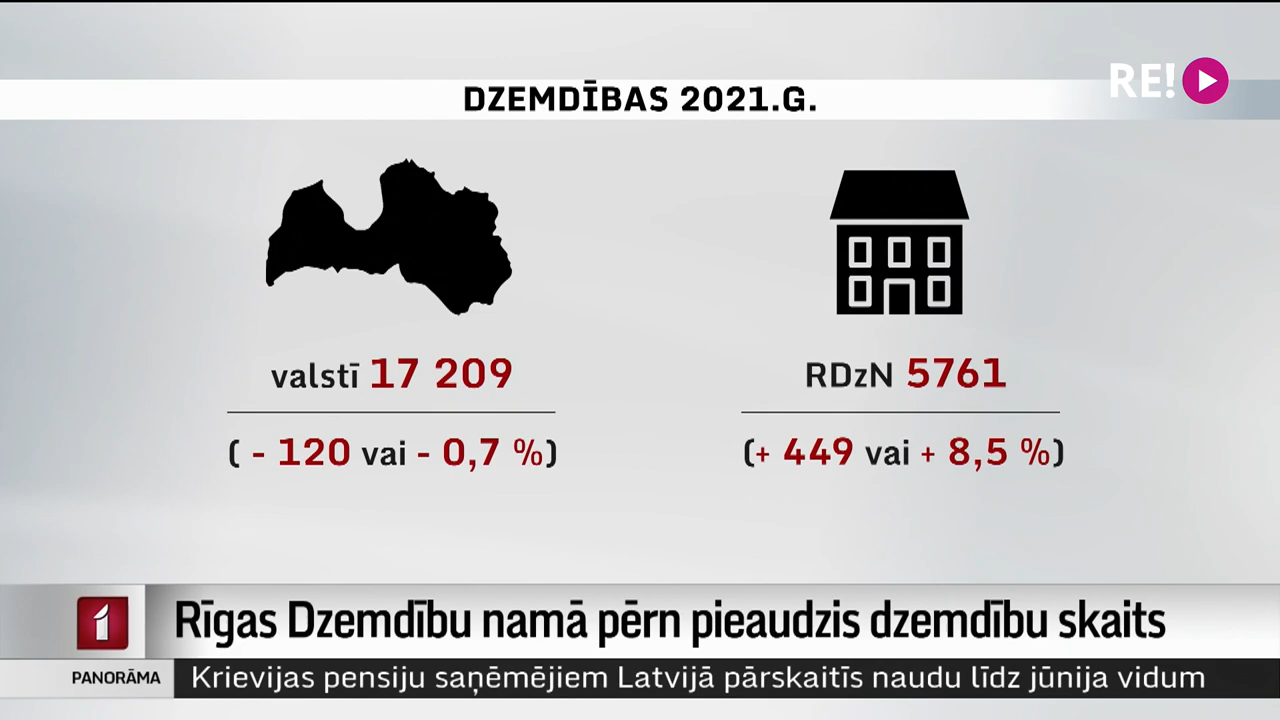 RE!
DZEMDĪBAS 2021.G.
valstī 17 209
( - 120 vai - 0,7 %)
RDzN 5761
(+ 449 vai + 8,5 %)
1
Rīgas Dzemdību namā pērn pieaudzis dzemdību skaits
PANORĀMA
Krievijas pensiju saņēmējiem Latvijā pārskaitīs naudu līdz jūnija vidum